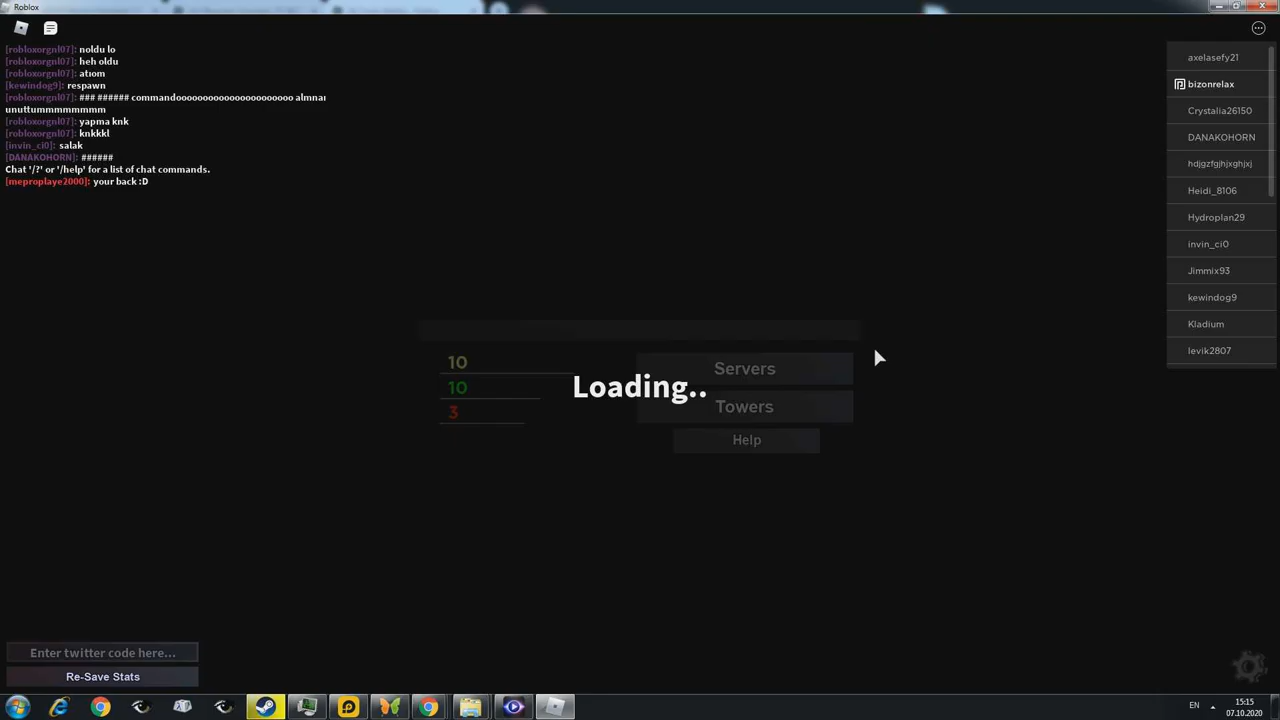 Roblox
[robloxorgnl07]: noldu lo
[robloxorgnl07]: heh oldu
[robloxorgnl07]: atıom
[kewindog9]: respawn
[robloxorgnl07]: ### ###### commandoooooooooooooooooooooo almnaı
unuttummmmmmmm
[robloxorgnl07]: yapma knk
[robloxorgnl07]: knkkkl
[invin_ci0]: salak
[DANAKOHORN]: ######
Chat '/?' or '/help' for a list of chat commands.
[meproplaye2000]: your back :D
axelasefy21
bizonrelax
Crystalia26150
DANAKOHORN
hdjgzfgjhjxghjxj
Heidi_8106
Hydroplan29
invin_ci0
Jimmix93
kewindog9
Kladium
levik2807
10
10
3
Loading..
Servers
Towers
Help
Enter twitter code here...
Re-Save Stats
EN
15:15
07.10.2020